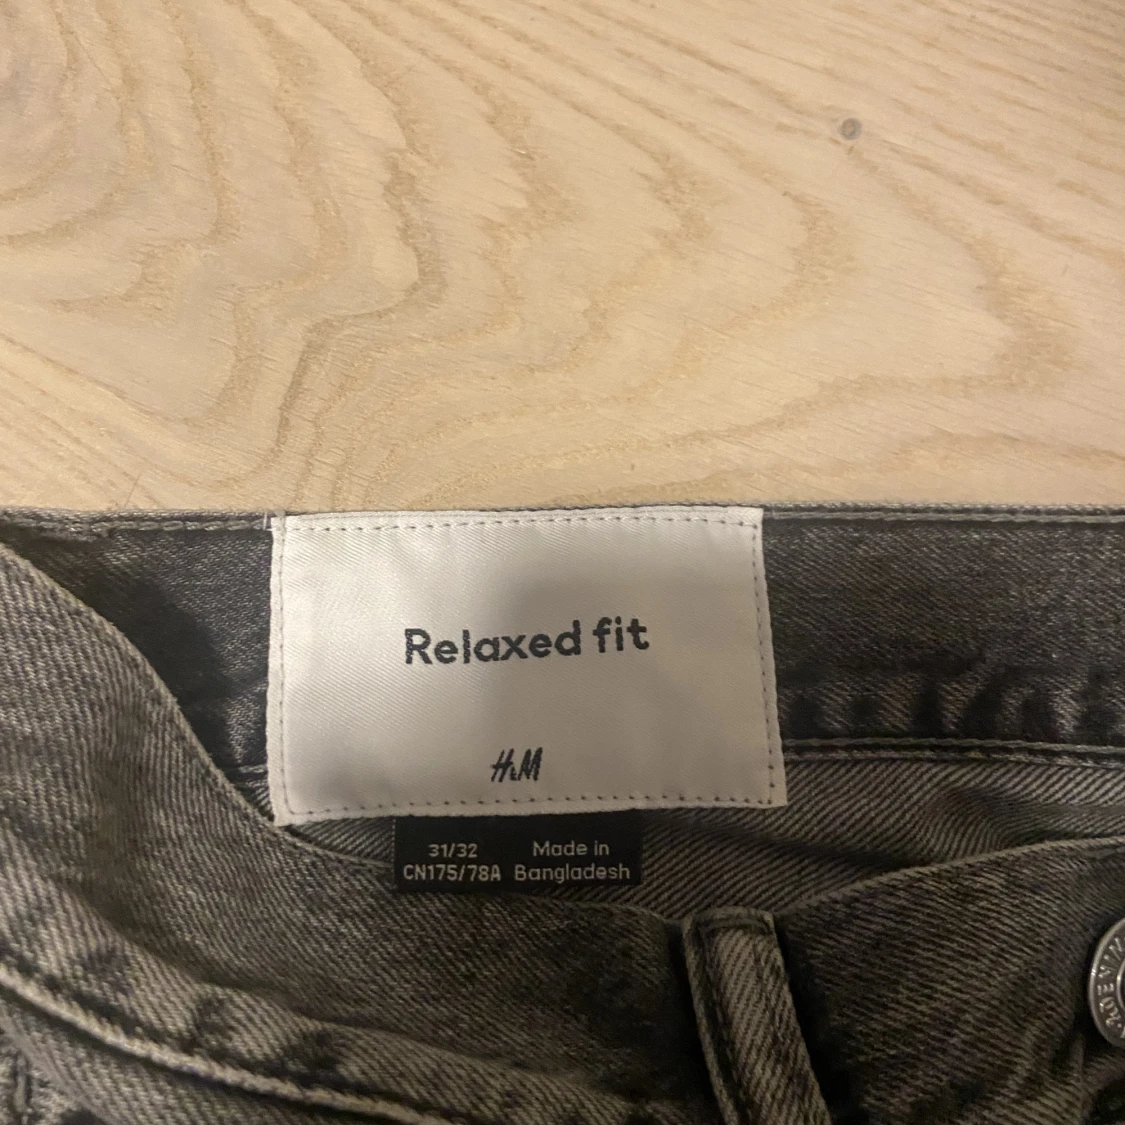 Relaxed fit
H&M
31/32 Made in
CN175/78A Bangladesh